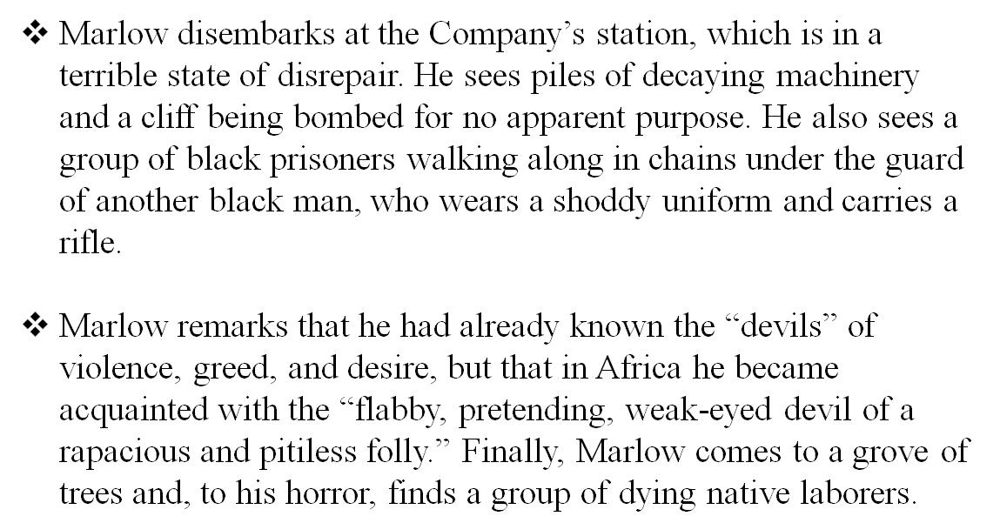 ❖ Marlow disembarks at the Company’s station, which is in a
terrible state of disrepair. He sees piles of decaying machinery
and a cliff being bombed for no apparent purpose. He also sees a
group of black prisoners walking along in chains under the guard
of another black man, who wears a shoddy uniform and carries a
rifle.
❖ Marlow remarks that he had already known the “devils” of
violence, greed, and desire, but that in Africa he became
acquainted with the “flabby, pretending, weak-eyed devil of a
rapacious and pitiless folly.” Finally, Marlow comes to a grove of
trees and, to his horror, finds a group of dying native laborers.